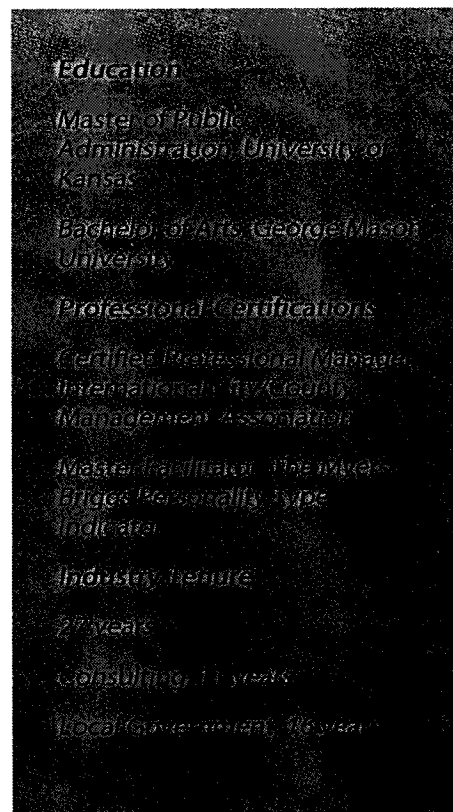 Education
Master of Public
Administration, University of
Kansas
Bachelor of Arts, George Mason
University
Professional Certifications
Certified Professional Manager,
International City/County
Management Association
Master Facilitator, The Myers-
Briggs Personality Type
Indicator
Industry Tenure
27 years
Consulting, 11 years
Local Government, 16 years